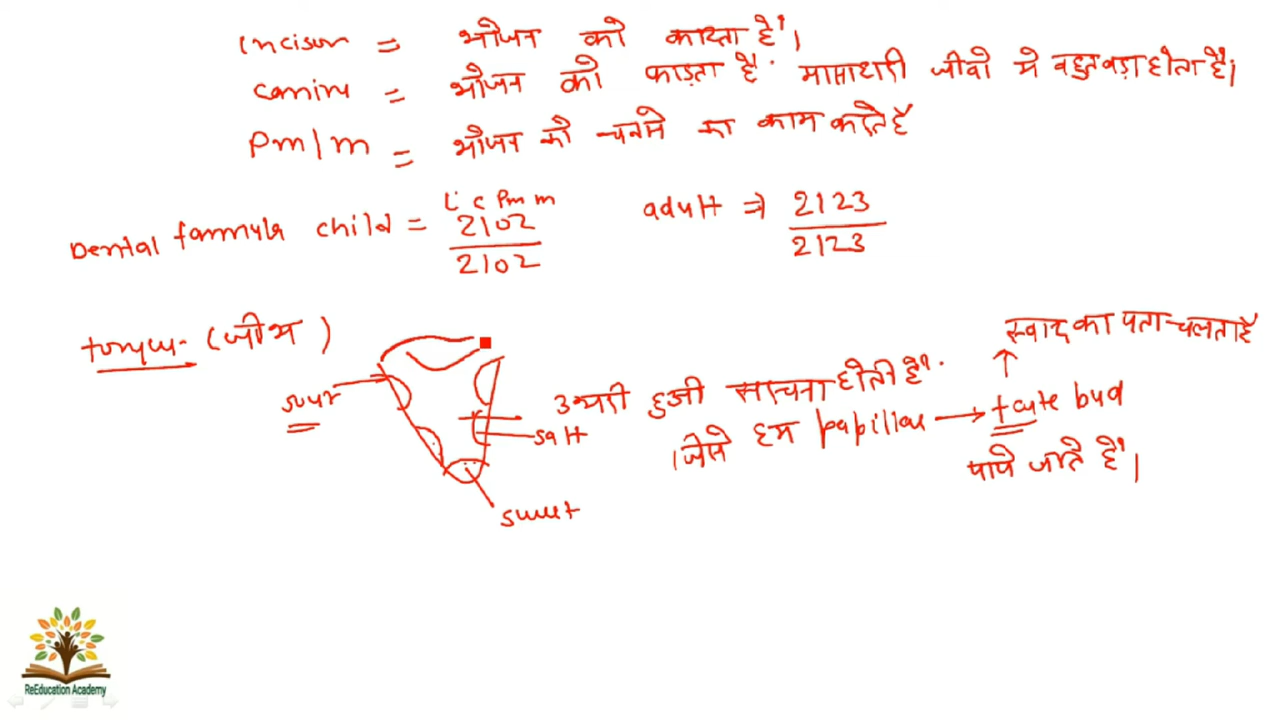 Incisor = भोजन को काटता है।
canine = भोजन को फाड़ता है. मासाहारी जीवो मे बहुत बड़ा होता है।
Pm/m = भोजन को चबाने का काम करते है
Dental formula child = 2102/2102 adult ⇒ 2123/2123
i c Pm m
tongue- (जीभ)
स्वाद का पता चलता है
sour
उभरी हुई संरचना होती है.
जिसे हम papillae → taste bud
salt
पाये जाते है।
sweet
ReEducation Academy